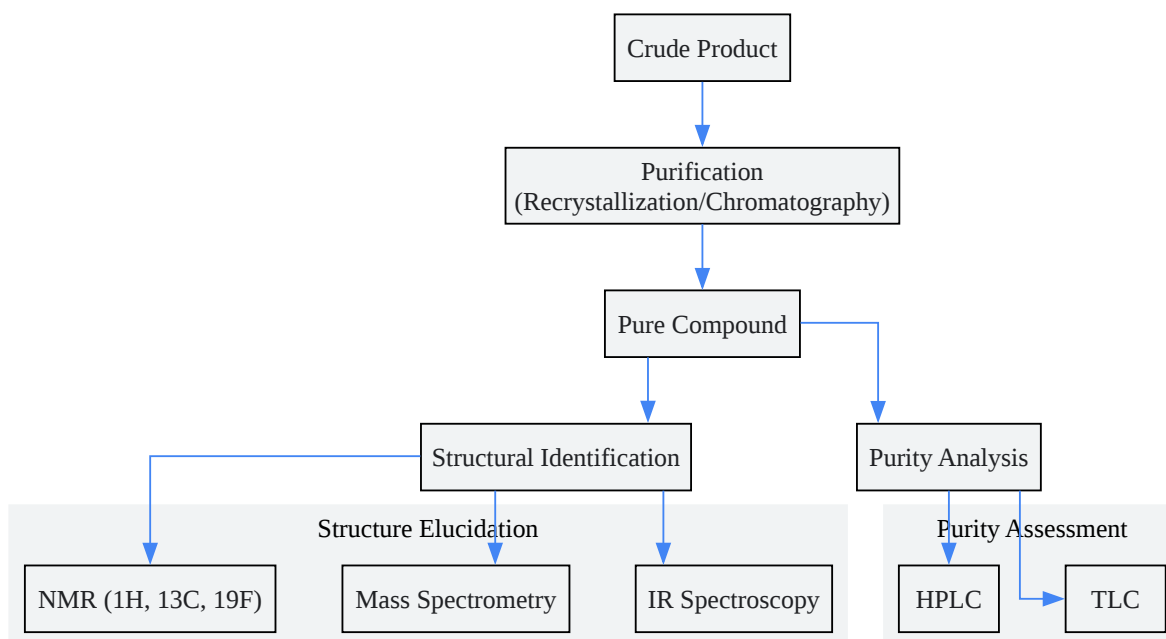 Crude Product
Purification
(Recrystallization/Chromatography)
Pure Compound
Structural Identification
Purity Analysis
Structure Elucidation
Purity Assessment
NMR (1H, 13C, 19F)
Mass Spectrometry
IR Spectroscopy
HPLC
TLC